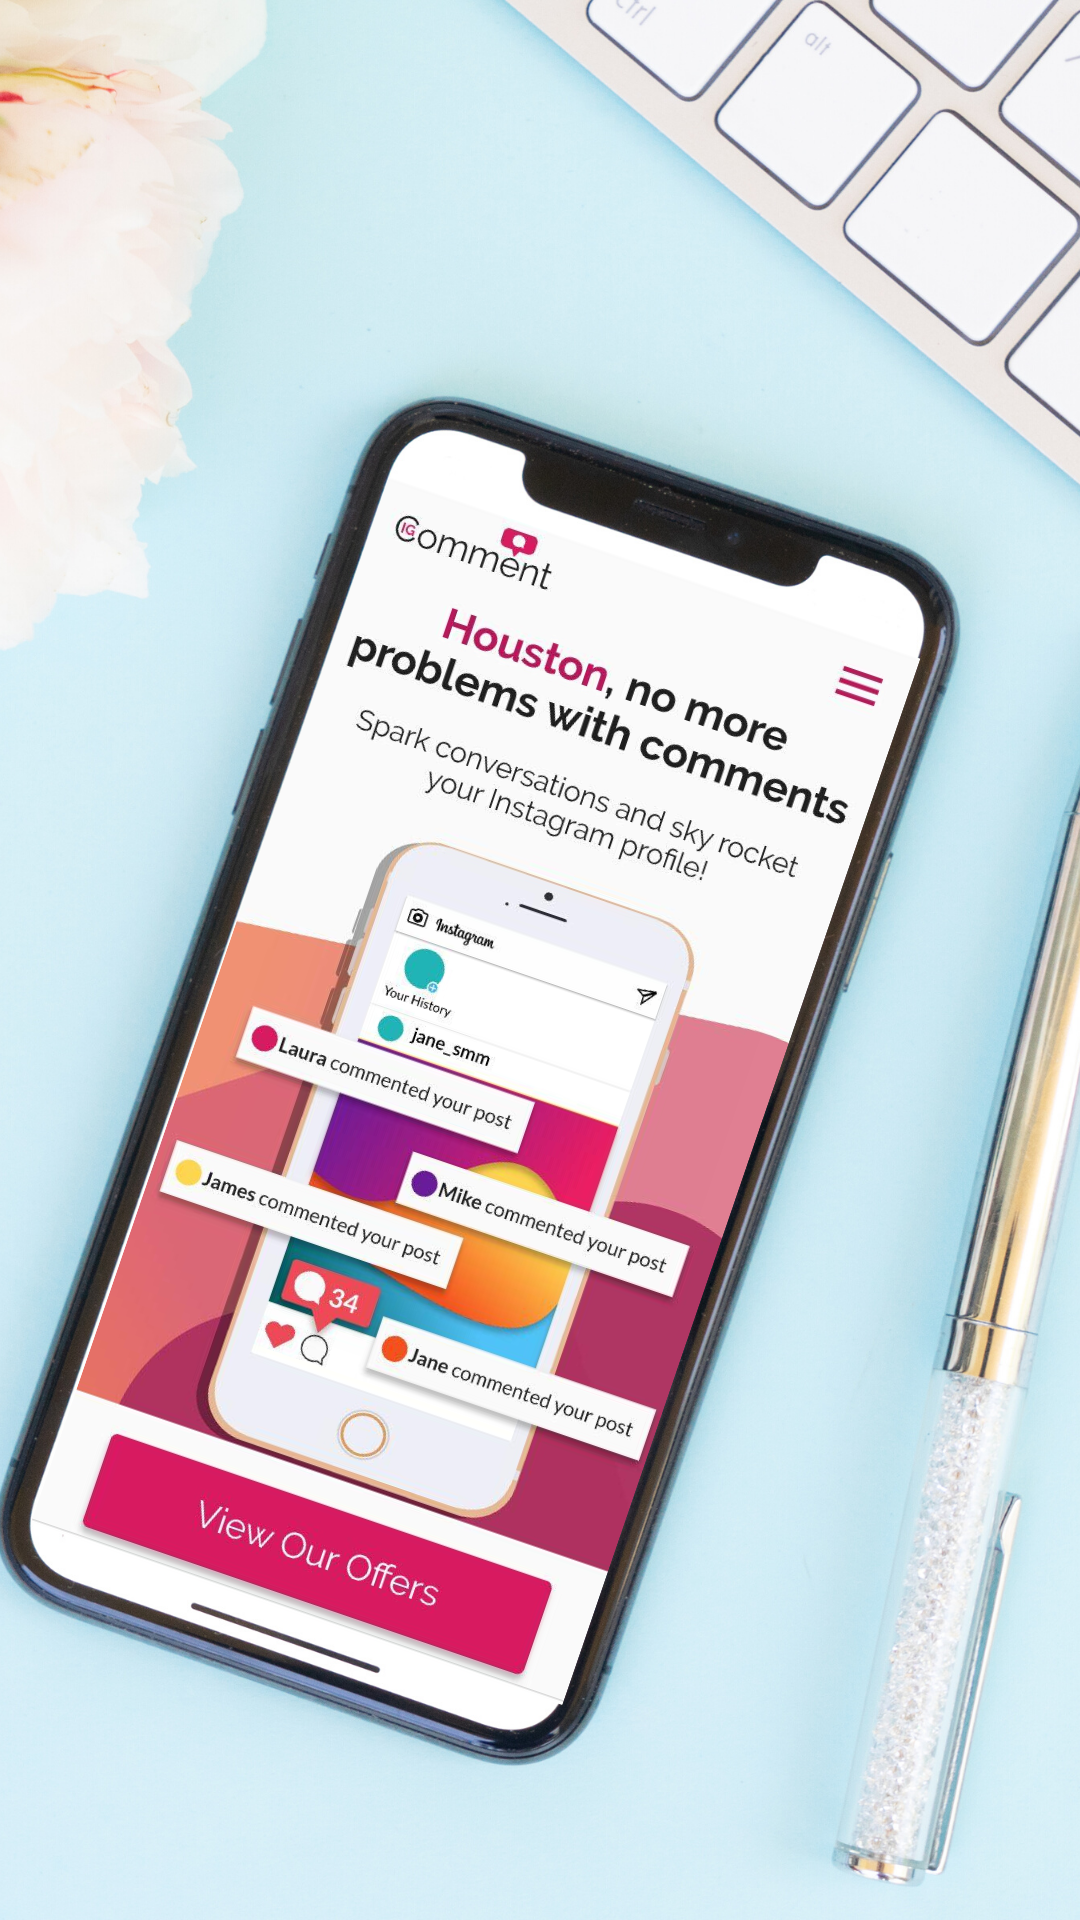 ctrl
alt
IG
Comment
Houston, no more
problems with comments
Spark conversations and sky rocket
your Instagram profile!
Instagram
Your History
jane_smm
Laura commented your post
Mike commented your post
James commented your post
34
Jane commented your post
View Our Offers